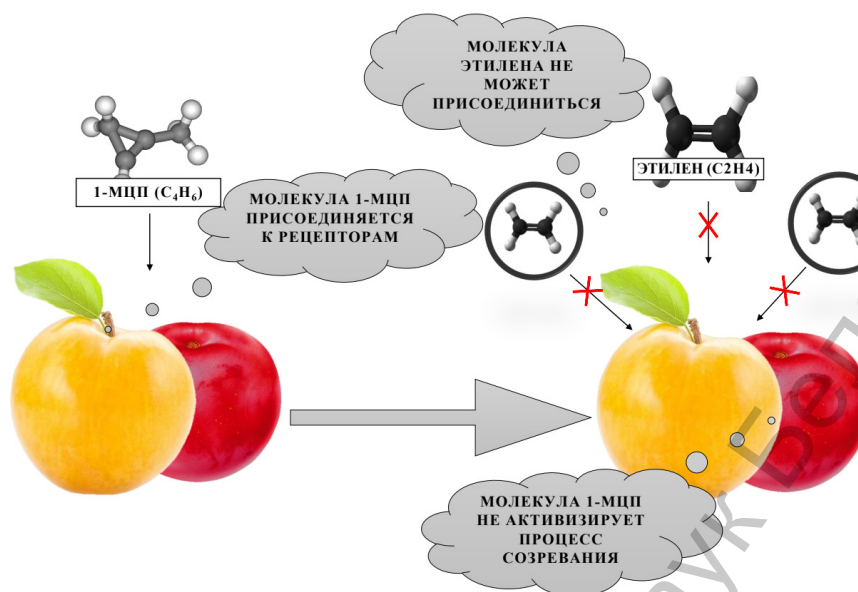 МОЛЕКУЛА
ЭТИЛЕНА НЕ
МОЖЕТ
ПРИСОЕДИНИТЬСЯ
1-МЦП (C₄H₆)
ЭТИЛЕН (C2H4)
МОЛЕКУЛА 1-МЦП
ПРИСОЕДИНЯЕТСЯ
К РЕЦЕПТОРАМ
МОЛЕКУЛА 1-МЦП
НЕ АКТИВИЗИРУЕТ
ПРОЦЕСС
СОЗРЕВАНИЯ